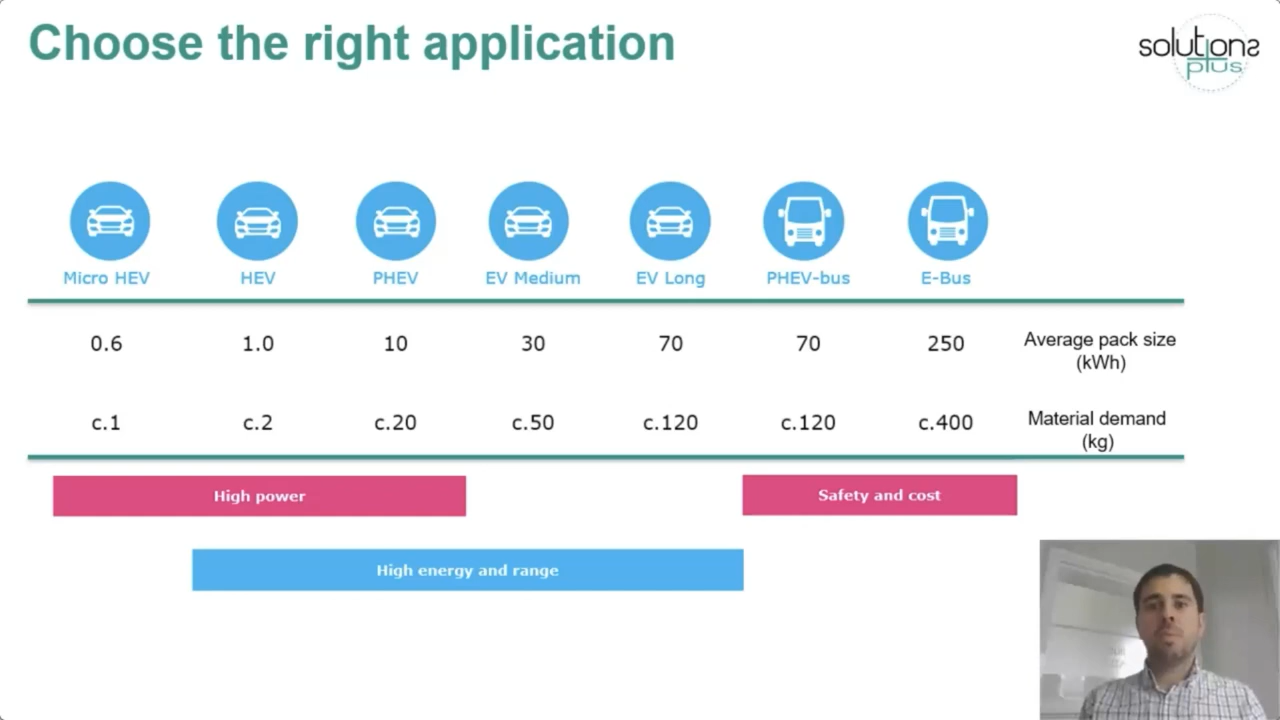 Choose the right application
solutions
plus
Micro HEV HEV PHEV EV Medium EV Long PHEV-bus E-Bus
0.6 1.0 10 30 70 70 250 Average pack size
(kWh)
c.1 c.2 c.20 c.50 c.120 c.120 c.400 Material demand
(kg)
High power Safety and cost
High energy and range